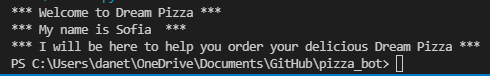 *** Welcome to Dream Pizza ***
*** My name is Sofia  ***
*** I will be here to help you order your delicious Dream Pizza ***
PS C:\Users\danet\OneDrive\Documents\GitHub\pizza_bot>